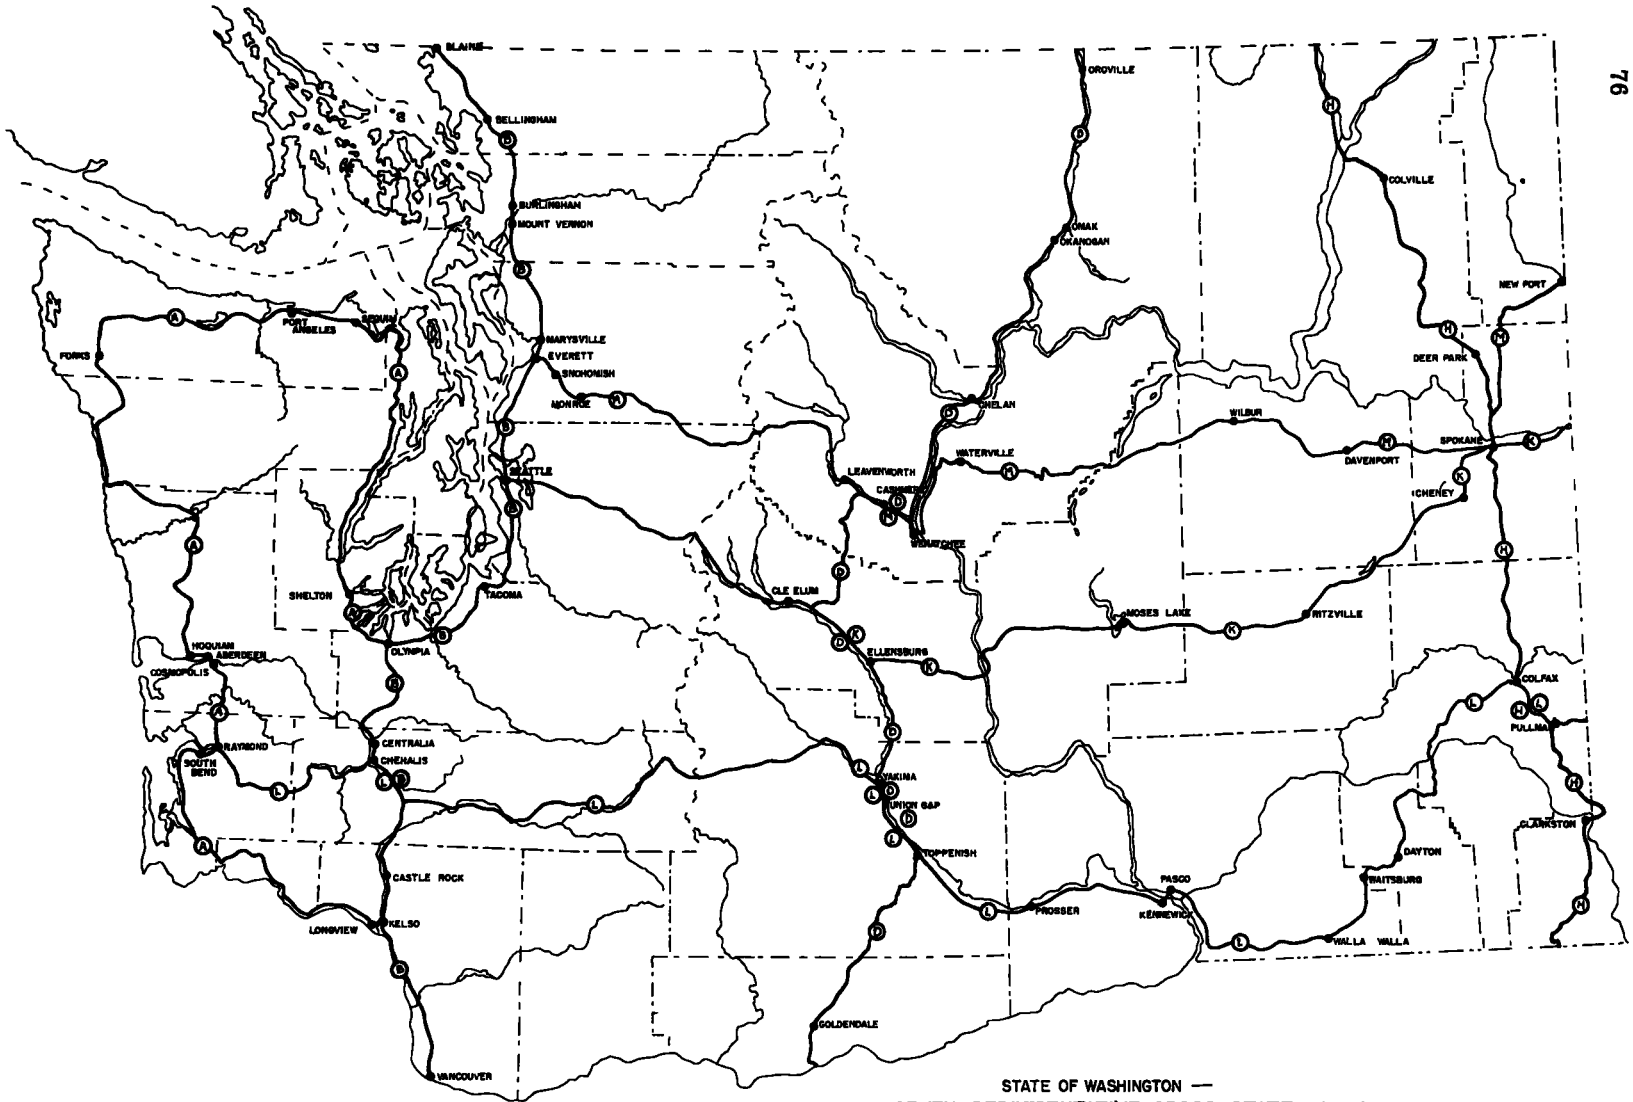 76
BLAINE
BELLINGHAM
B
BURLINGHAM
MOUNT VERNON
B
OROVILLE
D
OMAK
OKANOGAN
H
COLVILLE
NEW PORT
A
PORT
ANGELES
SEQUIM
FORKS
A
MARYSVILLE
EVERETT
SNOHOMISH
MONROE
A
B
H
DEER PARK
M
CHELAN
D
WILBUR
SPOKANE
M
K
DAVENPORT
WATERVILLE
M
LEAVENWORTH
CASHMERE
D
M
WENATCHEE
CHENEY
K
SEATTLE
B
A
H
D
CLE ELUM
SHELTON
A
TACOMA
B
OLYMPIA
MOSES LAKE
K
RITZVILLE
K
D
ELLENSBURG
K
HOQUIAM
ABERDEEN
COSMOPOLIS
A
B
COLFAX
L
H
L
PULLMAN
RAYMOND
SOUTH
BEND
CENTRALIA
CHEHALIS
L
B
L
D
L
YAKIMA
L
D
UNION GAP
D
L
L
H
CLARKSTON
A
TOPPENISH
DAYTON
WAITSBURG
CASTLE ROCK
LONGVIEW
KELSO
L
PROSSER
PASCO
KENNEWICK
H
D
L
WALLA WALLA
B
GOLDENDALE
VANCOUVER
STATE OF WASHINGTON —